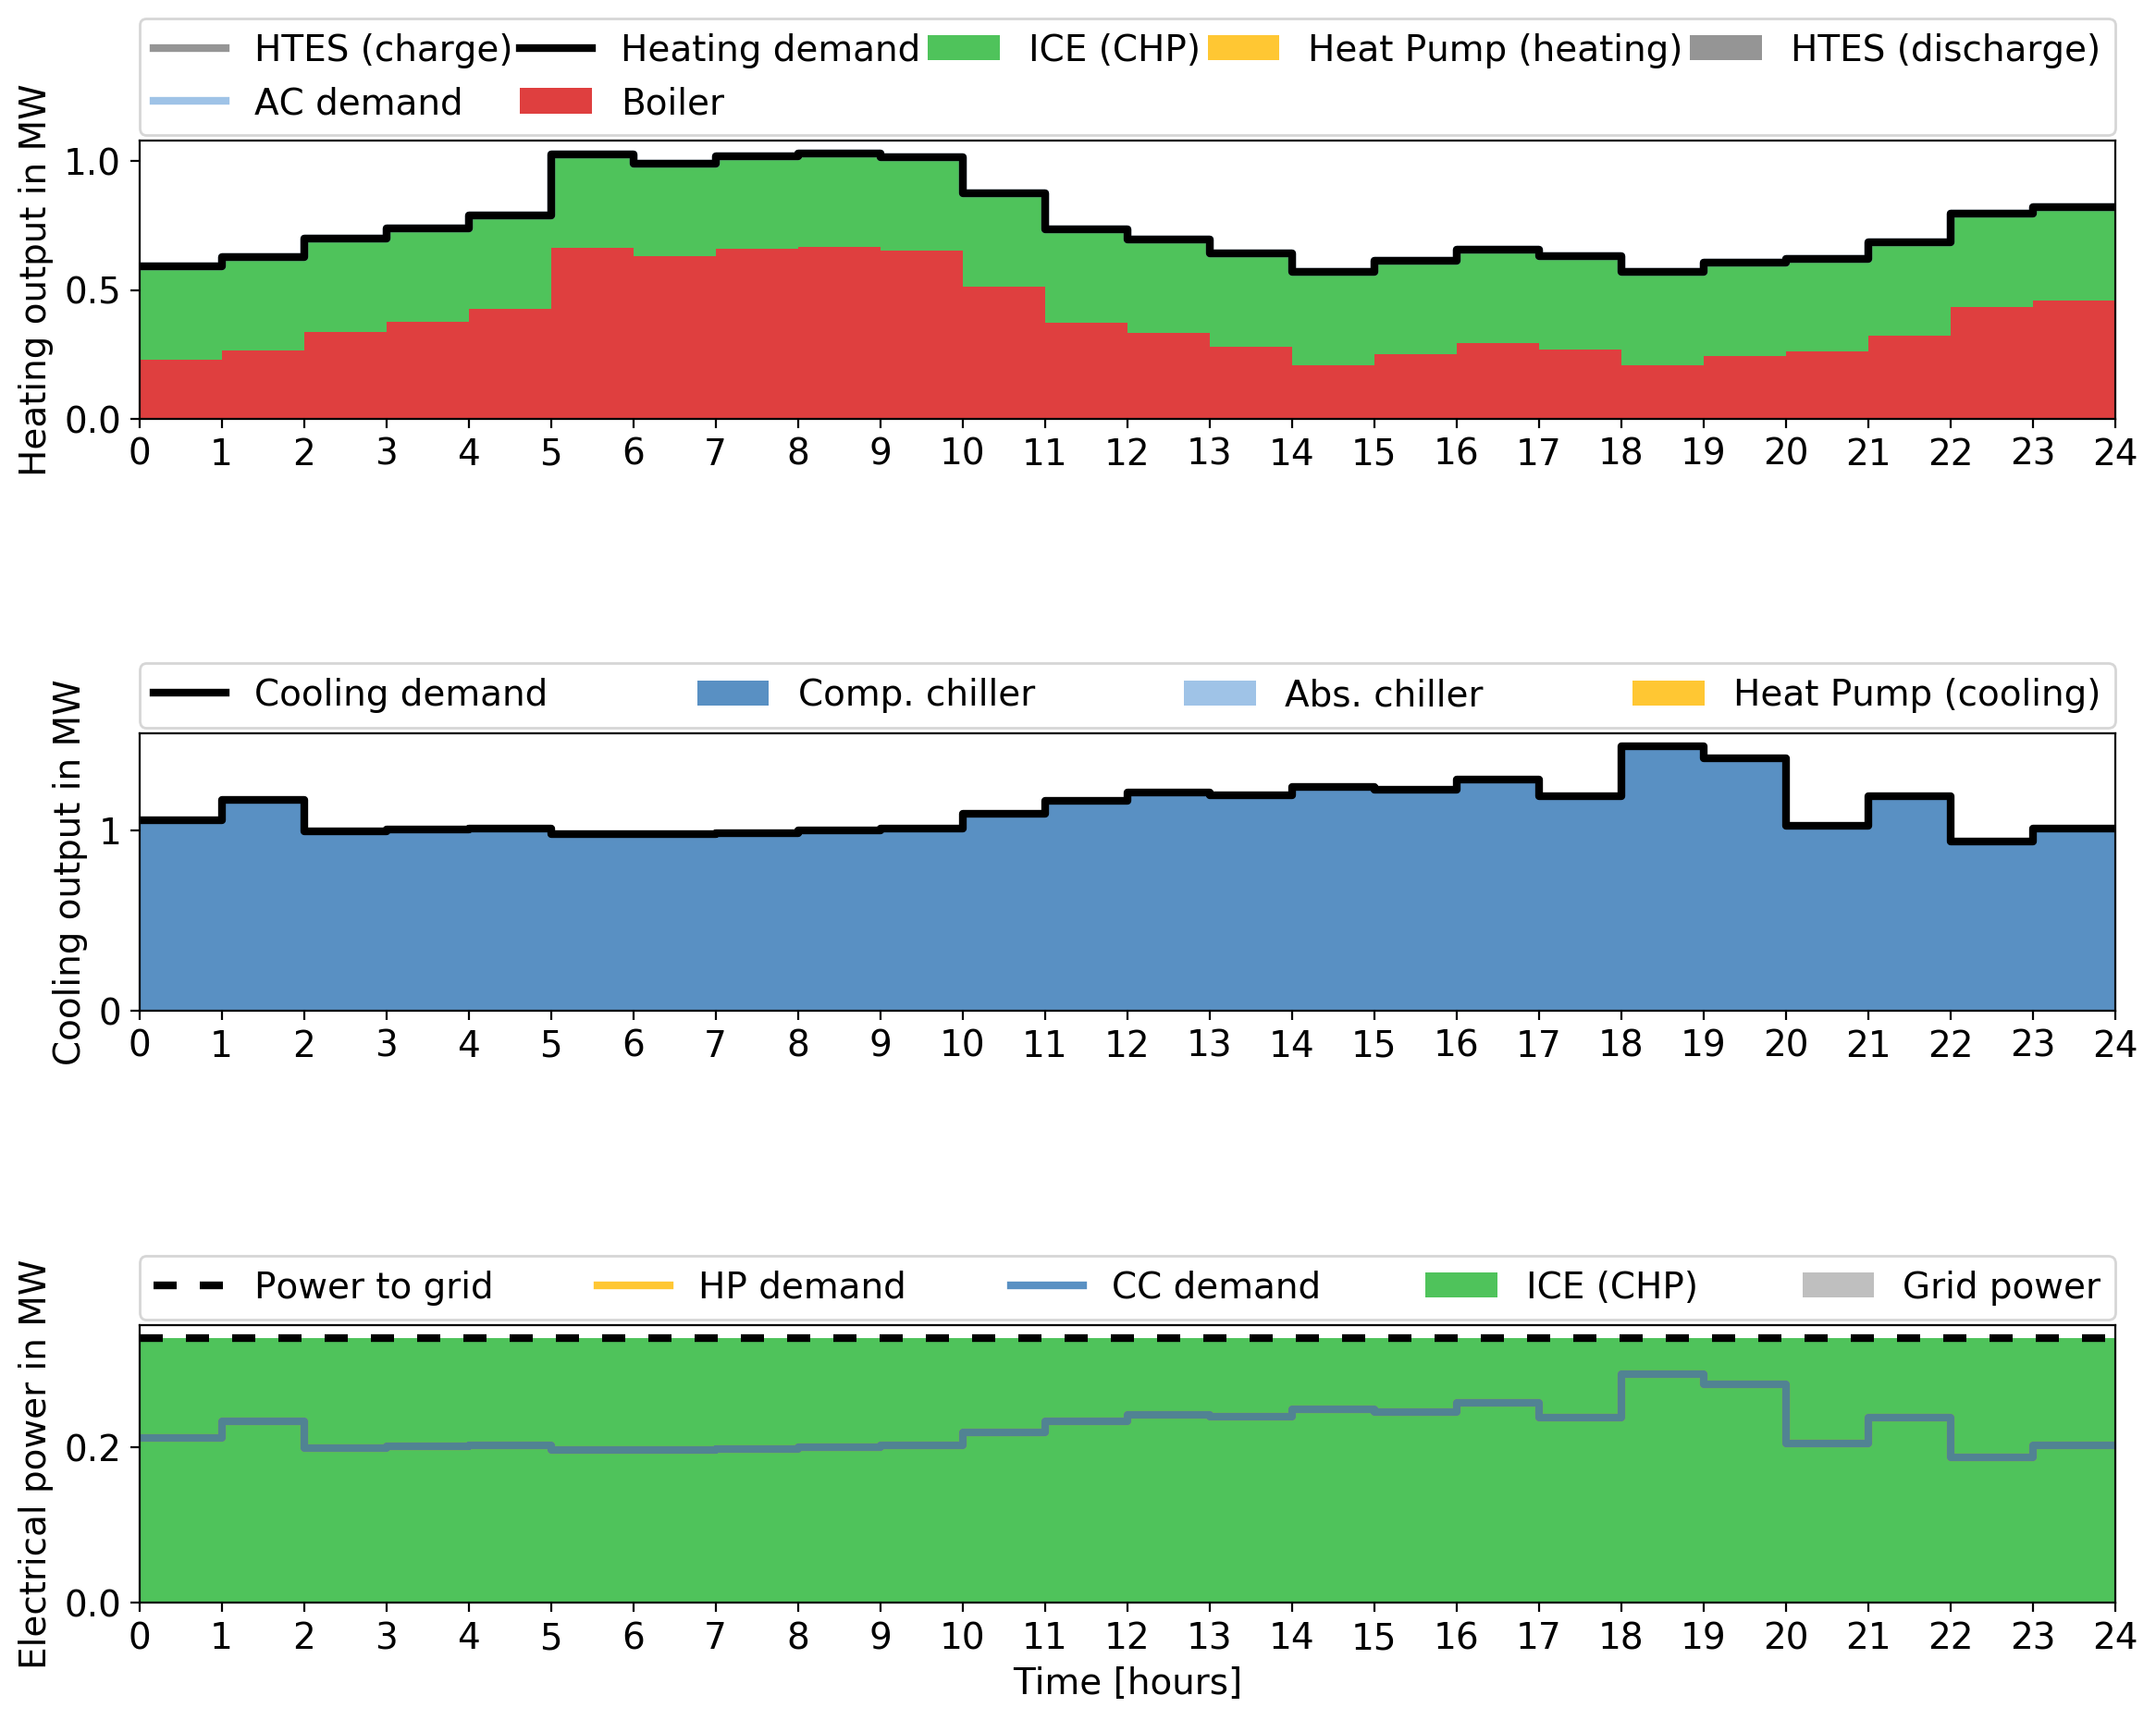 HTES (charge) Heating demand ICE (CHP) Heat Pump (heating) HTES (discharge)
AC demand Boiler
Heating output in MW
1.0
0.5
0.0
0 1 2 3 4 5 6 7 8 9 10 11 12 13 14 15 16 17 18 19 20 21 22 23 24
Cooling demand Comp. chiller Abs. chiller Heat Pump (cooling)
Cooling output in MW
1
0
0 1 2 3 4 5 6 7 8 9 10 11 12 13 14 15 16 17 18 19 20 21 22 23 24
Power to grid HP demand CC demand ICE (CHP) Grid power
Electrical power in MW
0.2
0.0
0 1 2 3 4 5 6 7 8 9 10 11 12 13 14 15 16 17 18 19 20 21 22 23 24
Time [hours]